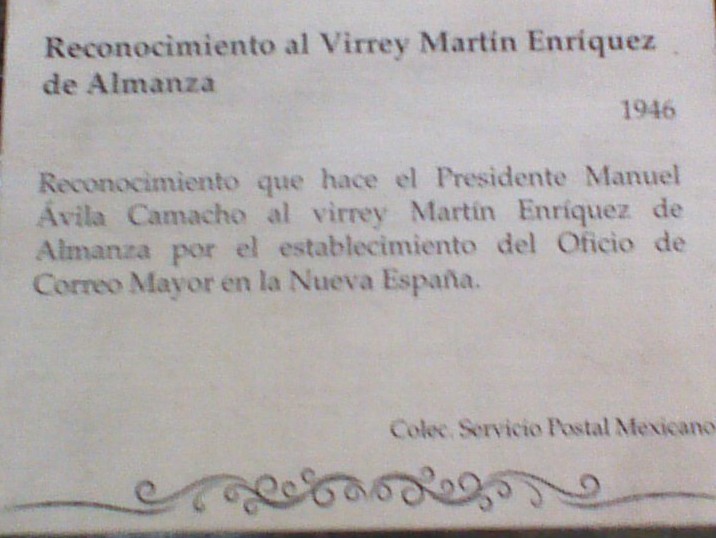 Reconocimiento al Virrey Martín Enríquez
de Almanza
1946
Reconocimiento que hace el Presidente Manuel
Ávila Camacho al virrey Martín Enríquez de
Almanza por el establecimiento del Oficio de
Correo Mayor en la Nueva España.
Colec. Servicio Postal Mexicano